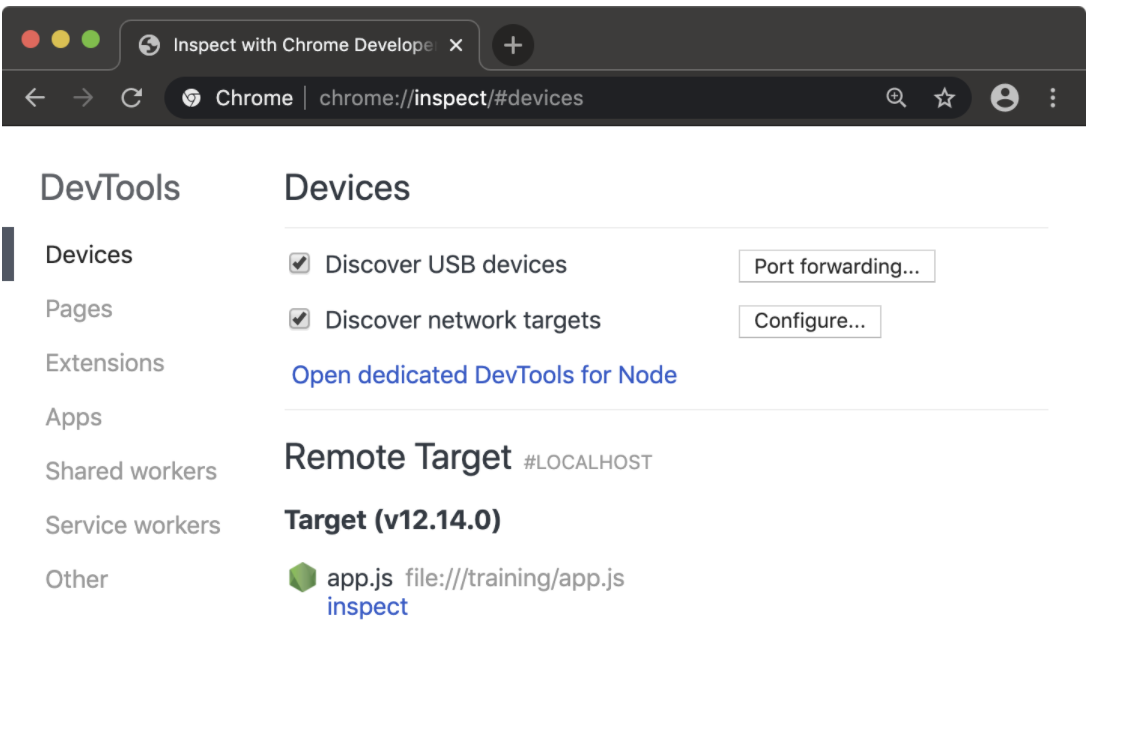 Inspect with Chrome Develope
Chrome chrome://inspect/#devices
DevTools
Devices
Pages
Extensions
Apps
Shared workers
Service workers
Other
Devices
Discover USB devices Port forwarding...
Discover network targets Configure...
Open dedicated DevTools for Node
Remote Target #LOCALHOST
Target (v12.14.0)
app.js file:///training/app.js
inspect